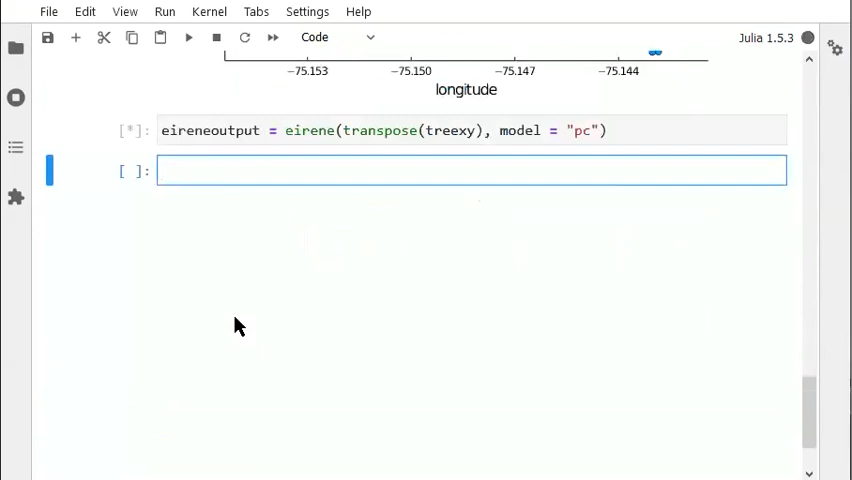 File Edit View Run Kernel Tabs Settings Help
Code Julia 1.5.3
−75.153 −75.150 −75.147 −75.144
longitude
[*]: eireneoutput = eirene(transpose(treexy), model = "pc")
[ ]: